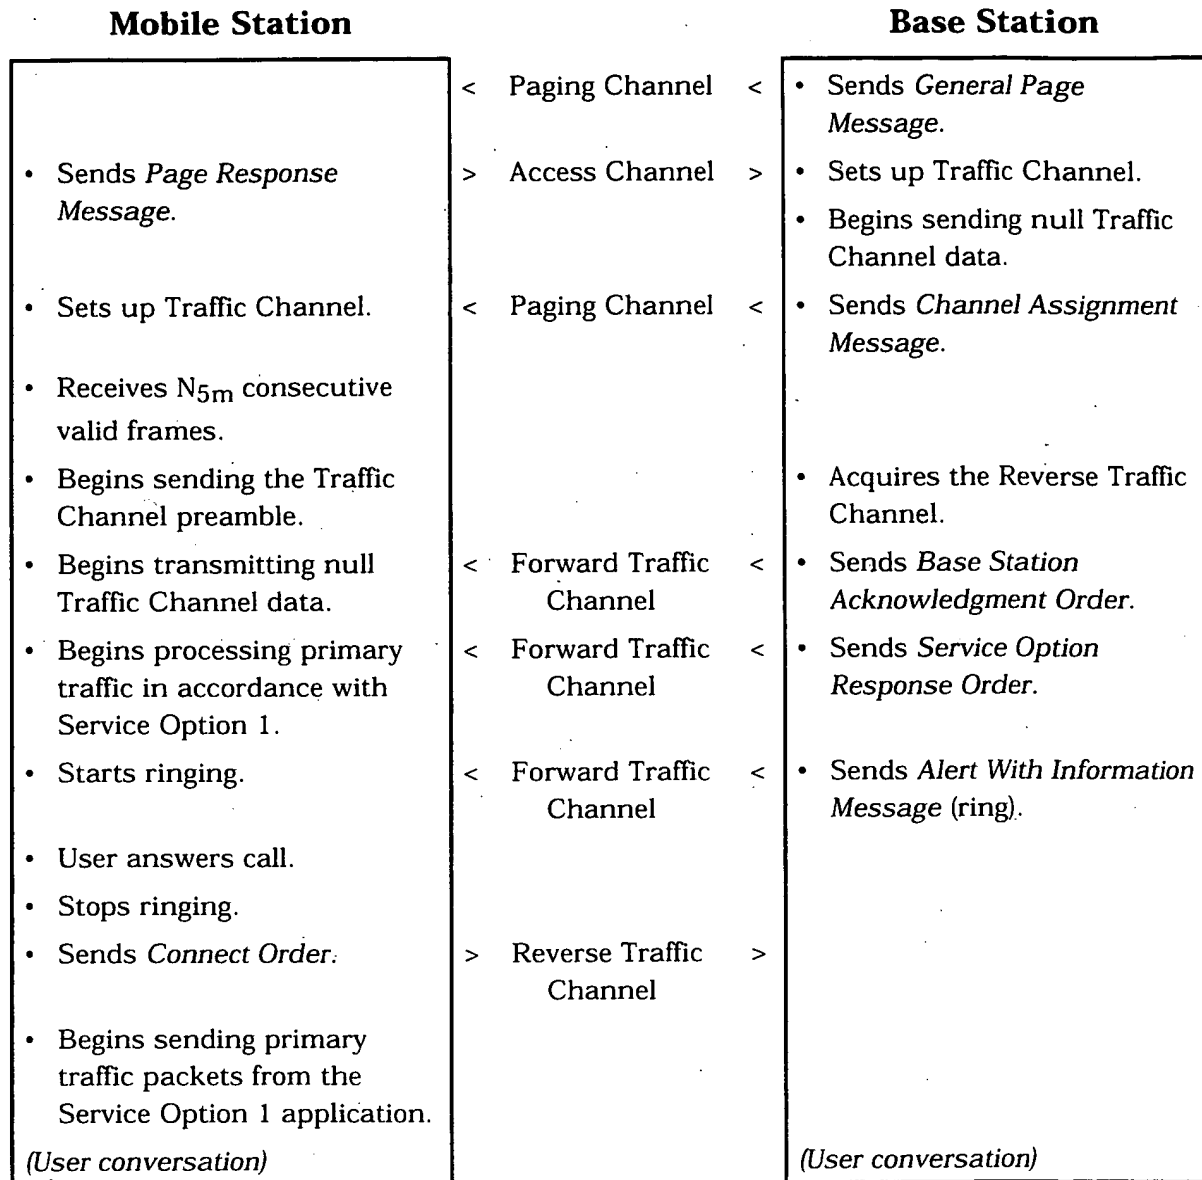 Mobile Station
Base Station
< Paging Channel < • Sends General Page
Message.
• Sends Page Response > Access Channel > • Sets up Traffic Channel.
Message.
• Begins sending null Traffic
Channel data.
• Sets up Traffic Channel. < Paging Channel < • Sends Channel Assignment
Message.
• Receives N5m consecutive
valid frames.
• Begins sending the Traffic • Acquires the Reverse Traffic
Channel preamble. Channel.
• Begins transmitting null < Forward Traffic < • Sends Base Station
Traffic Channel data. Channel Acknowledgment Order.
• Begins processing primary < Forward Traffic < • Sends Service Option
traffic in accordance with Channel Response Order.
Service Option 1.
• Starts ringing. < Forward Traffic < • Sends Alert With Information
Channel Message (ring).
• User answers call.
• Stops ringing.
• Sends Connect Order. > Reverse Traffic >
Channel
• Begins sending primary
traffic packets from the
Service Option 1 application.
(User conversation) (User conversation)